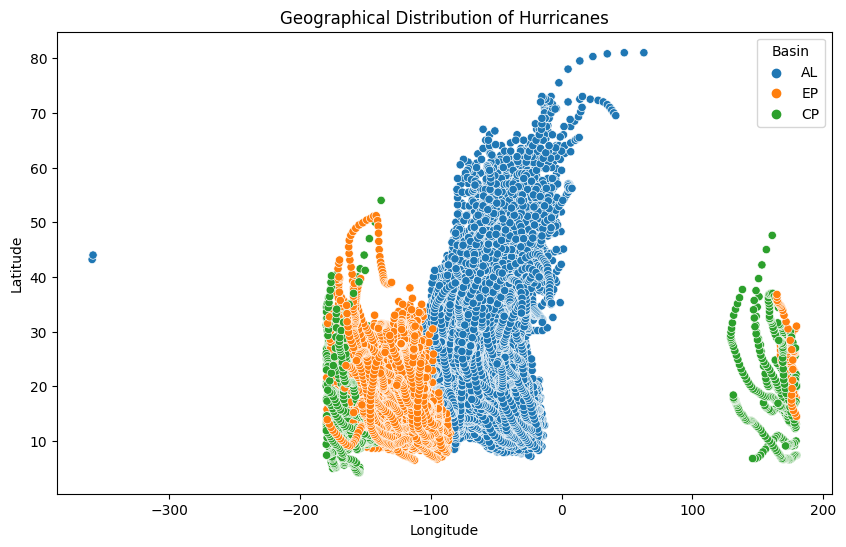 Geographical Distribution of Hurricanes
Basin
AL
EP
CP
Latitude
80
70
60
50
40
30
20
10
−300
−200
−100
0
100
200
Longitude